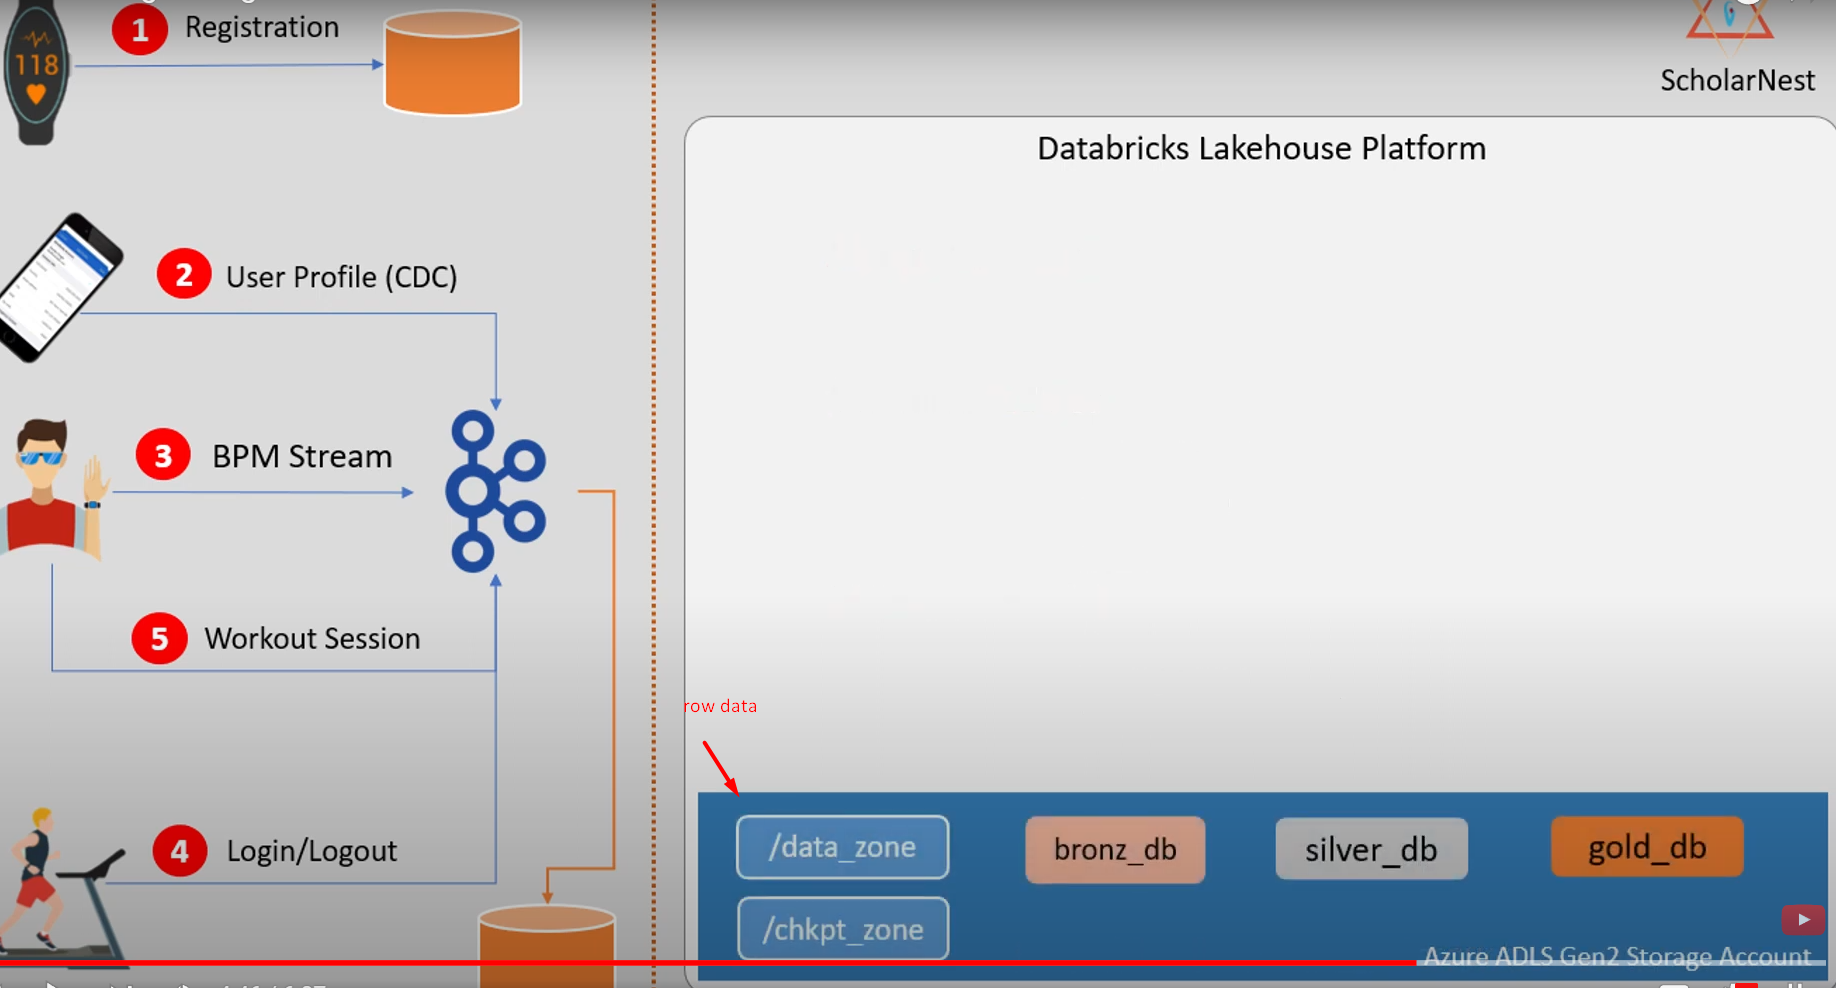 1 Registration
118
ScholarNest
Databricks Lakehouse Platform
2 User Profile (CDC)
3 BPM Stream
5 Workout Session
row data
4 Login/Logout
/data_zone
bronz_db
silver_db
gold_db
/chkpt_zone
Azure ADLS Gen2 Storage Account